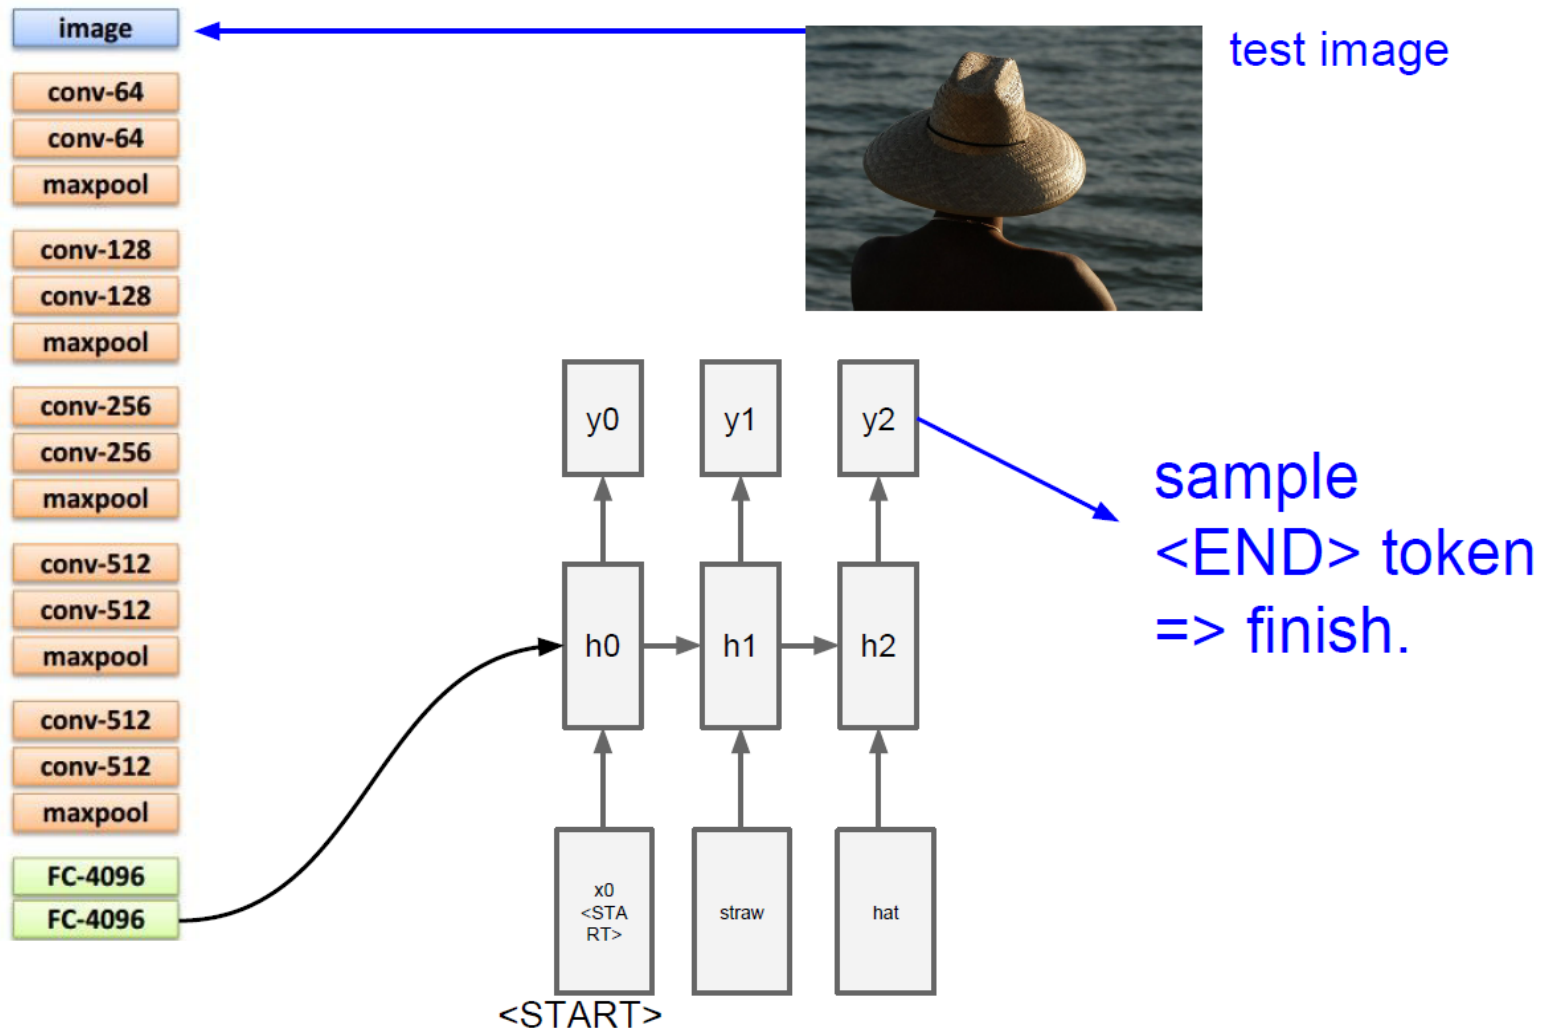 image
test image
conv-64
conv-64
maxpool
conv-128
conv-128
maxpool
conv-256
conv-256
maxpool
conv-512
conv-512
maxpool
conv-512
conv-512
maxpool
FC-4096
FC-4096
y0
y1
y2
h0
h1
h2
x0
<STA
RT>
straw
hat
<START>
sample
<END> token
=> finish.